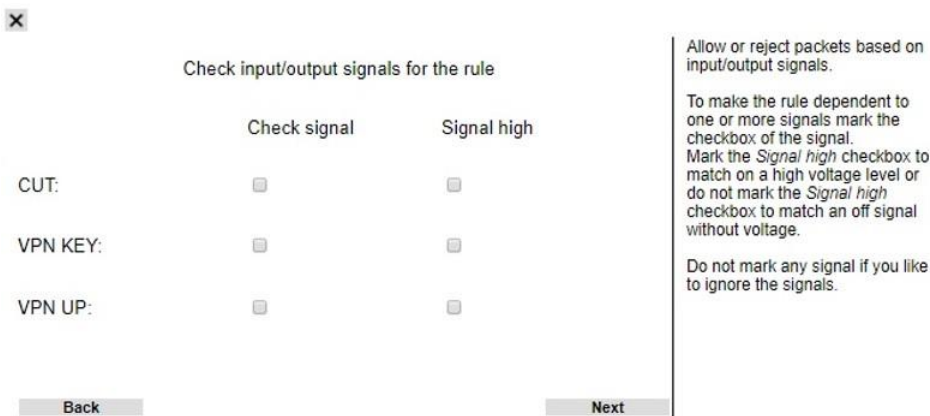 Check input/output signals for the rule
Check signal Signal high
CUT:
VPN KEY:
VPN UP:
Back Next
Allow or reject packets based on
input/output signals.
To make the rule dependent to
one or more signals mark the
checkbox of the signal.
Mark the Signal high checkbox to
match on a high voltage level or
do not mark the Signal high
checkbox to match an off signal
without voltage.
Do not mark any signal if you like
to ignore the signals.